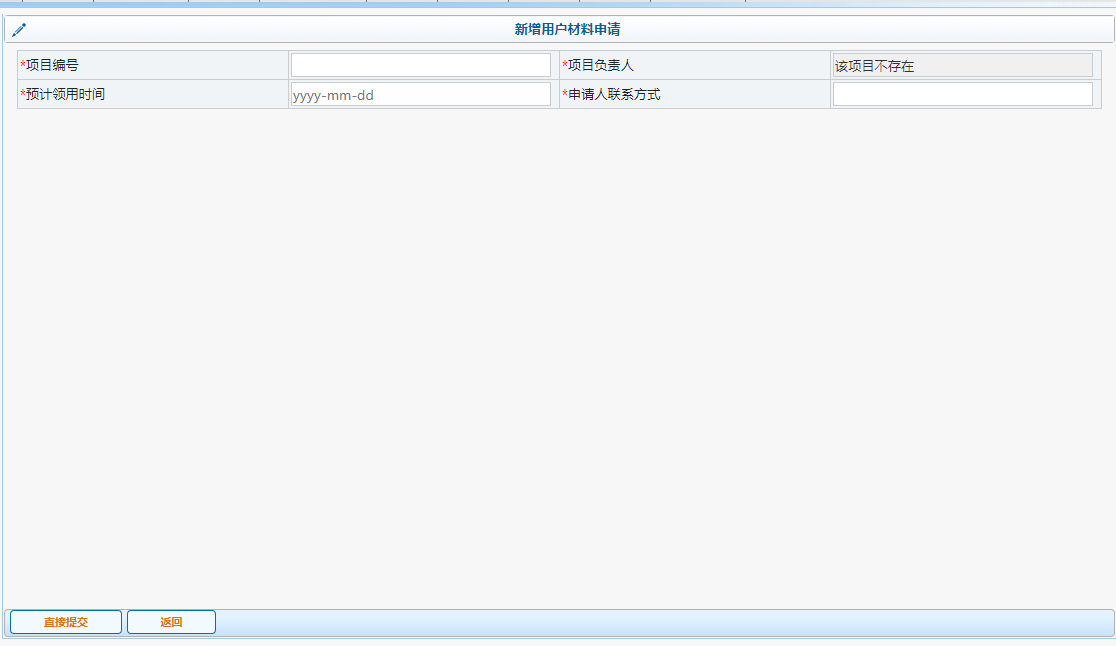 新增用户材料申请
*项目编号 *项目负责人 该项目不存在
*预计领用时间 yyyy-mm-dd *申请人联系方式
直接提交 返回